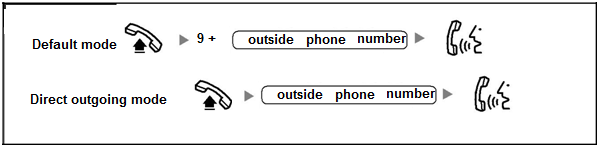 Default mode 9 + outside phone number
Direct outgoing mode outside phone number